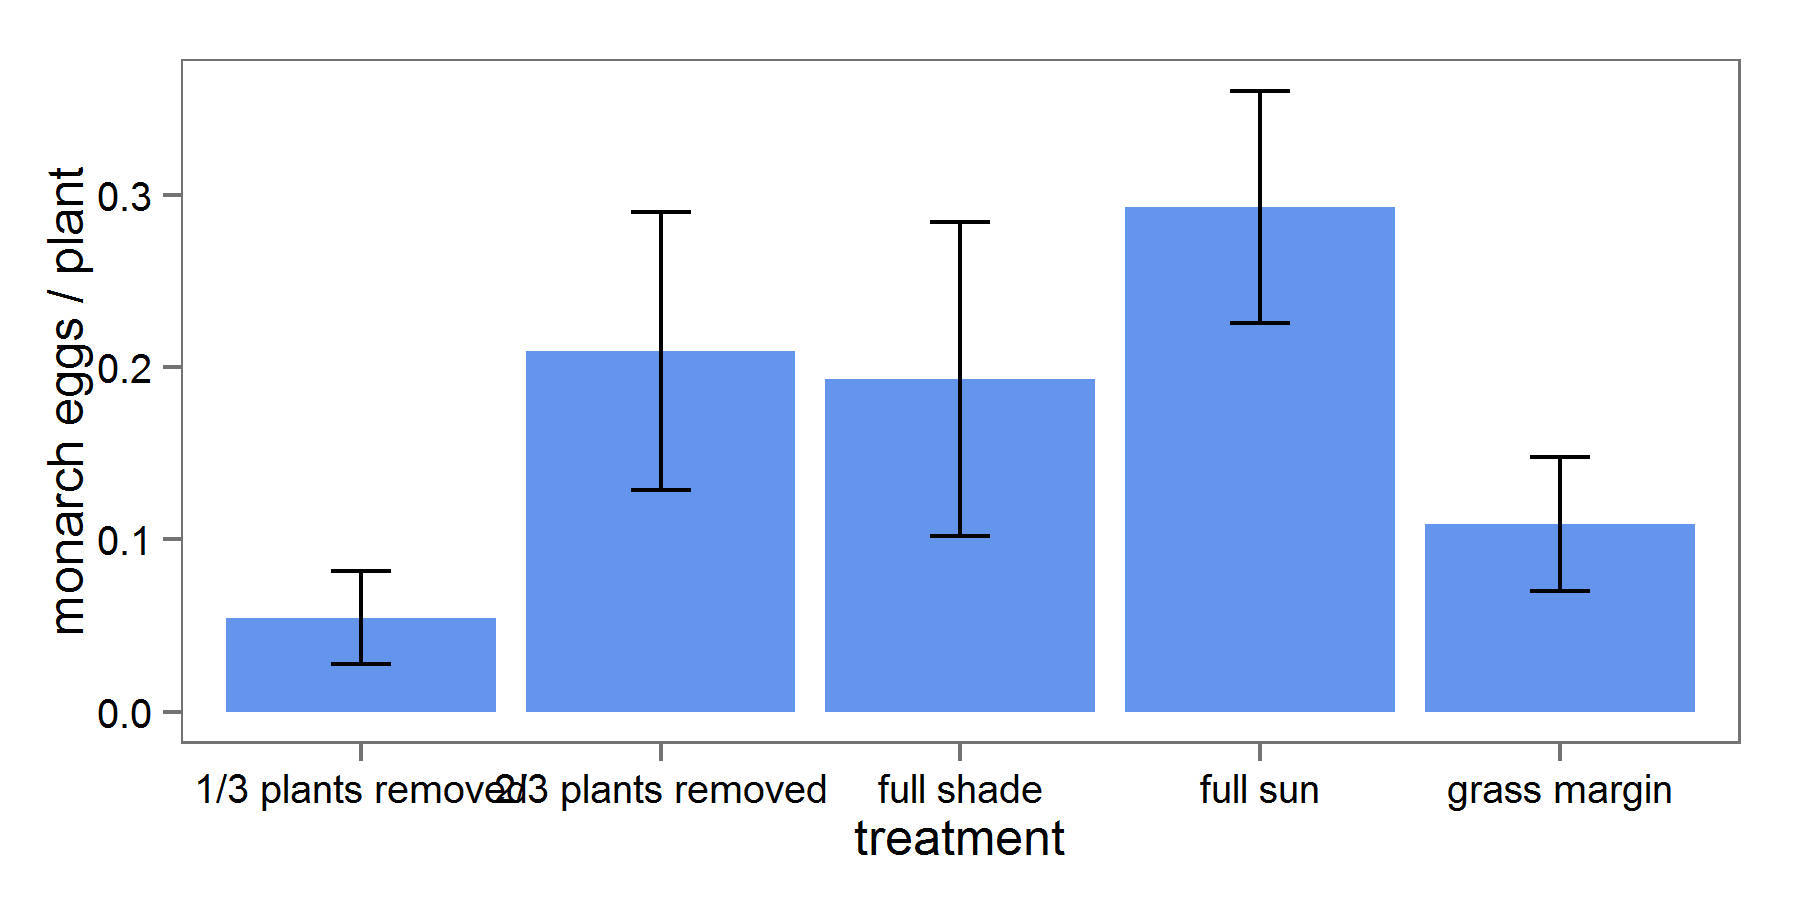 monarch eggs / plant
0.3
0.2
0.1
0.0
1/3 plants removed
2/3 plants removed
full shade
full sun
grass margin
treatment